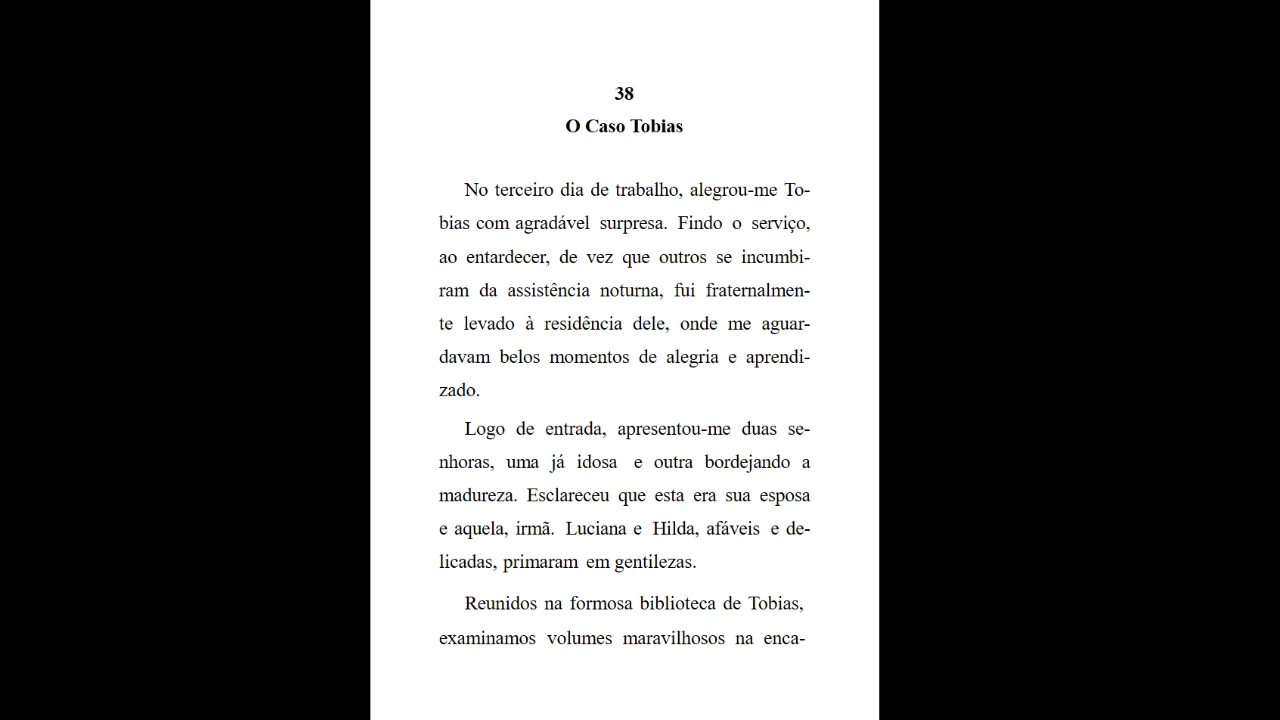 38
O Caso Tobias
No terceiro dia de trabalho, alegrou-me To-
bias com agradável surpresa. Findo o serviço,
ao entardecer, de vez que outros se incumbi-
ram da assistência noturna, fui fraternalmen-
te levado à residência dele, onde me aguar-
davam belos momentos de alegria e aprendi-
zado.
Logo de entrada, apresentou-me duas se-
nhoras, uma já idosa e outra bordejando a
madureza. Esclareceu que esta era sua esposa
e aquela, irmã. Luciana e Hilda, afáveis e de-
licadas, primaram em gentilezas.
Reunidos na formosa biblioteca de Tobias,
examinamos volumes maravilhosos na enca-